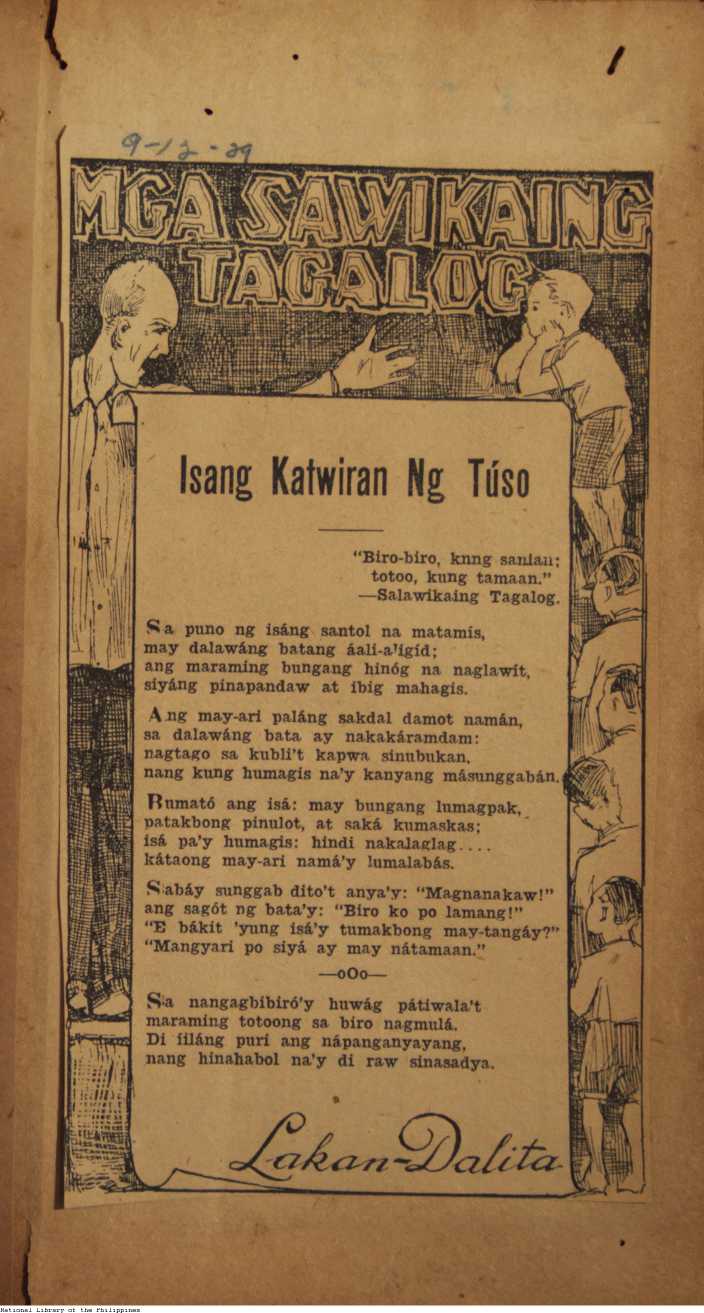 9-12-39
MGA SAWIKAING
TAGALOG
Isang Katwiran Ng Túso
"Biro-biro, knng sanlan;
totoo, kung tamaan."
—Salawikaing Tagalog.
Sa puno ng isáng santol na matamis,
may dalawáng batang áali-a'igid;
ang maraming bungang hinóg na naglawit,
siyáng pinapandaw at ibig mahagis.
Ang may-ari paláng sakdal damot namán,
sa dalawáng bata ay nakakáramdam:
nagtago sa kubli't kapwa sinubukan,
nang kung humagis na'y kanyang másunggabán.
Bumató ang isá: may bungang lumagpak,
patakbong pinulot, at saká kumaskas;
isá pa'y humagis: hindi nakalaglag....
kátaong may-ari namá'y lumalabás.
Sabáy sunggab dito't anya'y: "Magnanakaw!"
ang sagót ng bata'y: "Biro ko po lamang!"
"E bákit 'yung isá'y tumakbong may-tangáy?"
"Mangyari po siyá ay may nátamaan."
—oOo—
Sa nangagbibiró'y huwág pátiwala't
maraming totoong sa biro nagmulá.
Di iiláng puri ang nápanganyayang,
nang hinahabol na'y di raw sinasadya.
Lakan-Dalita
National Library of the Philippines